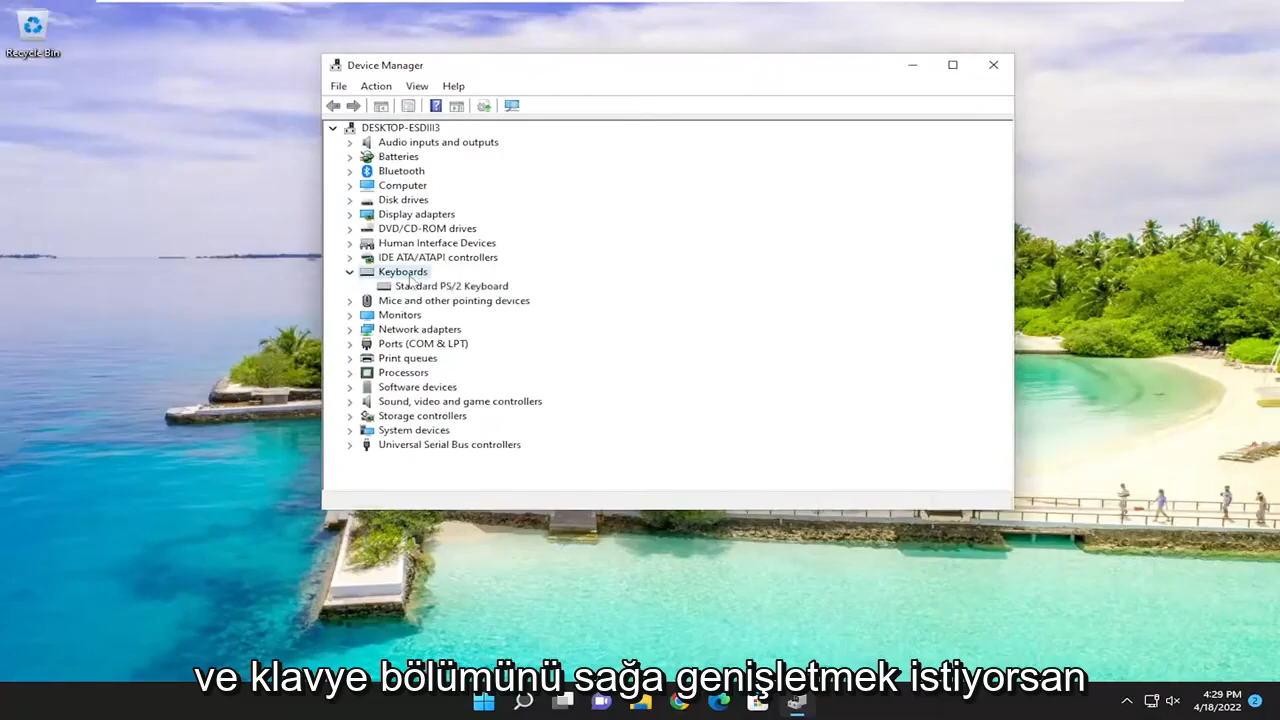 Recycle Bin
Device Manager
File Action View Help
DESKTOP-ESDIII3
Audio inputs and outputs
Batteries
Bluetooth
Computer
Disk drives
Display adapters
DVD/CD-ROM drives
Human Interface Devices
IDE ATA/ATAPI controllers
Keyboards
Standard PS/2 Keyboard
Mice and other pointing devices
Monitors
Network adapters
Ports (COM & LPT)
Print queues
Processors
Software devices
Sound, video and game controllers
Storage controllers
System devices
Universal Serial Bus controllers
ve klavye bölümünü sağa genişletmek istiyorsan
4:29 PM
4/18/2022
2